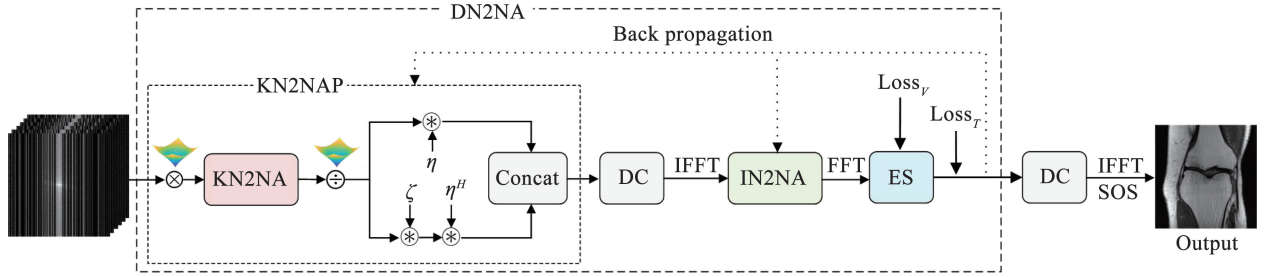 DN2NA
Back propagation
KN2NAP
Loss_V
Loss_T
η
KN2NA
Concat
DC
IFFT
IN2NA
FFT
ES
DC
IFFT
SOS
ζ
η^H
Output